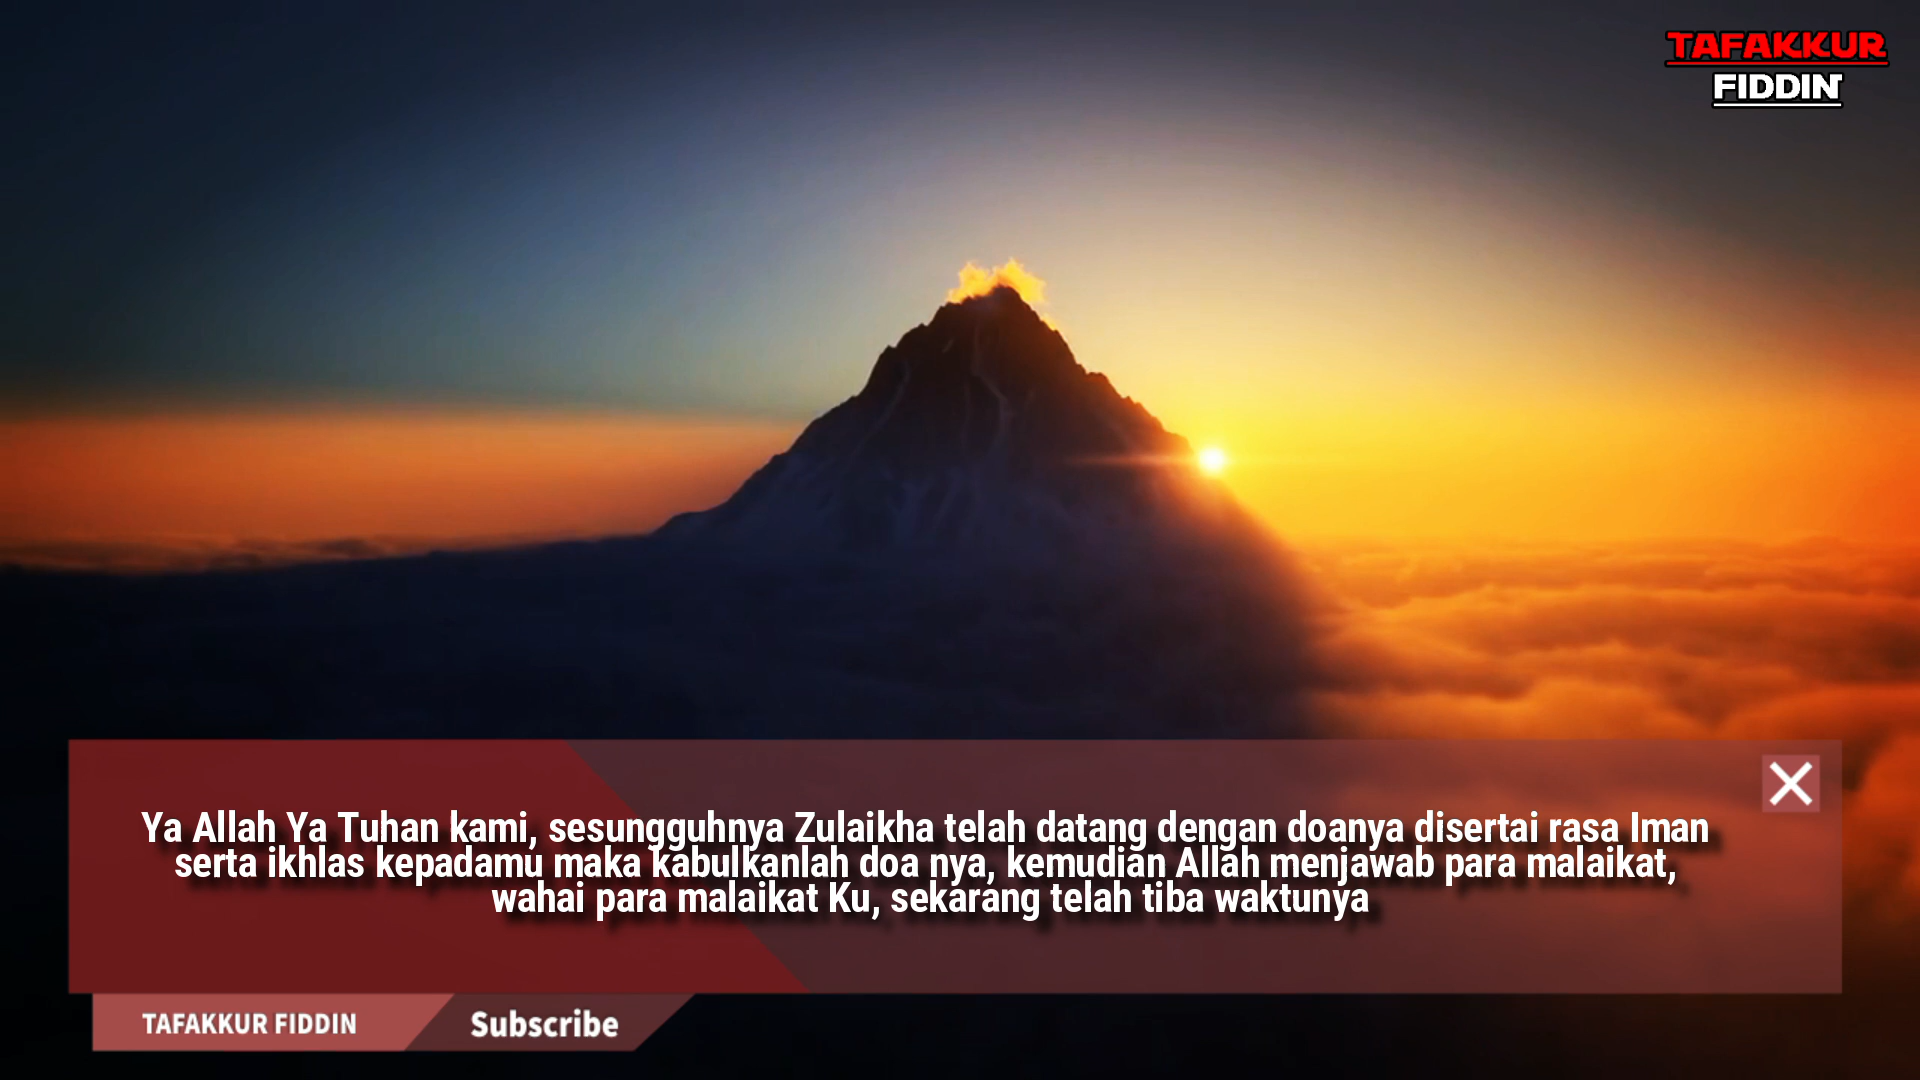 TAFAKKUR
FIDDIN
Ya Allah Ya Tuhan kami, sesungguhnya Zulaikha telah datang dengan doanya disertai rasa Iman
serta ikhlas kepadamu maka kabulkanlah doa nya, kemudian Allah menjawab para malaikat,
wahai para malaikat Ku, sekarang telah tiba waktunya
TAFAKKUR FIDDIN
Subscribe